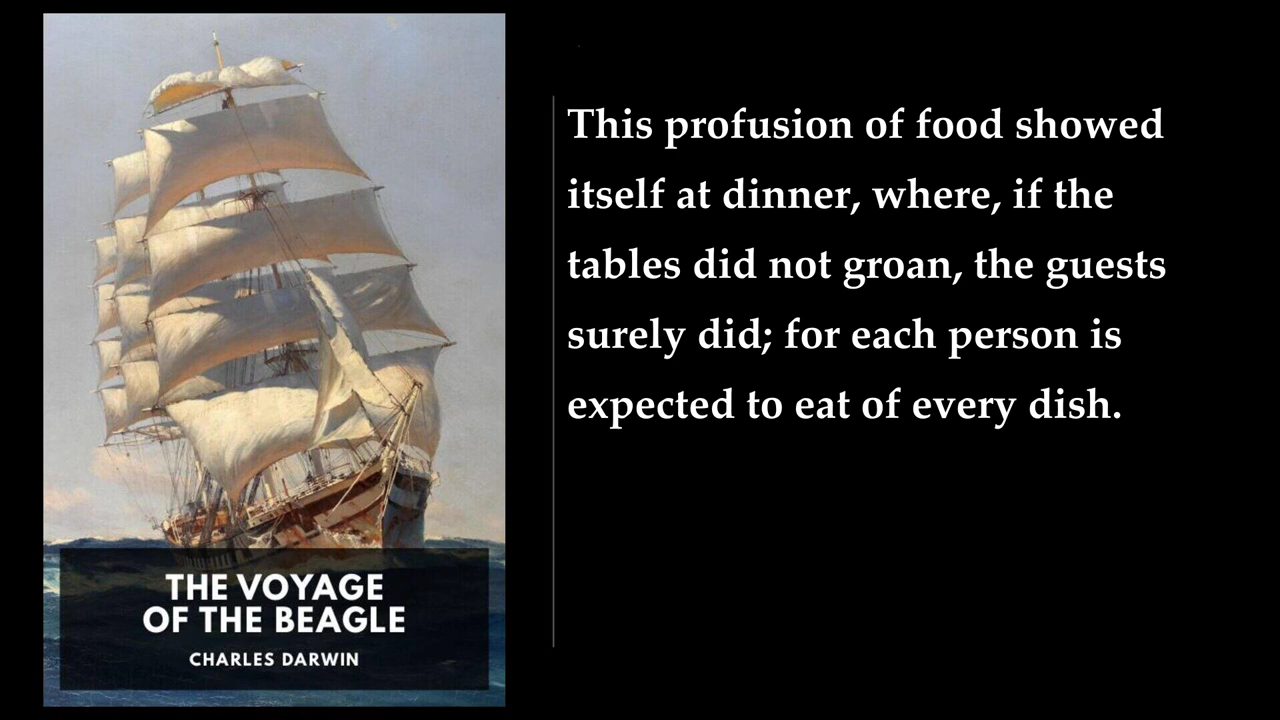 THE VOYAGE
OF THE BEAGLE
CHARLES DARWIN
This profusion of food showed
itself at dinner, where, if the
tables did not groan, the guests
surely did; for each person is
expected to eat of every dish.